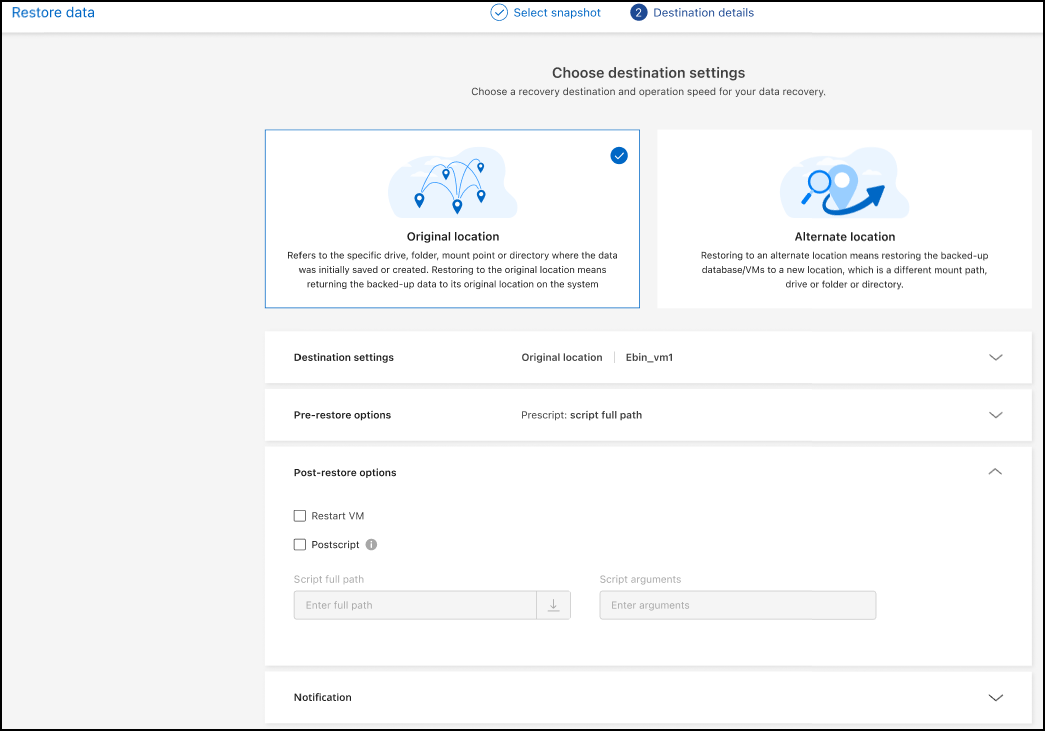 Restore data
Select snapshot
2 Destination details
Choose destination settings
Choose a recovery destination and operation speed for your data recovery.
Original location
Refers to the specific drive, folder, mount point or directory where the data
was initially saved or created. Restoring to the original location means
returning the backed-up data to its original location on the system
Alternate location
Restoring to an alternate location means restoring the backed-up
database/VMs to a new location, which is a different mount path,
drive or folder or directory.
Destination settings Original location Ebin_vm1
Pre-restore options Prescript: script full path
Post-restore options
Restart VM
Postscript i
Script full path Script arguments
Enter full path Enter arguments
Notification